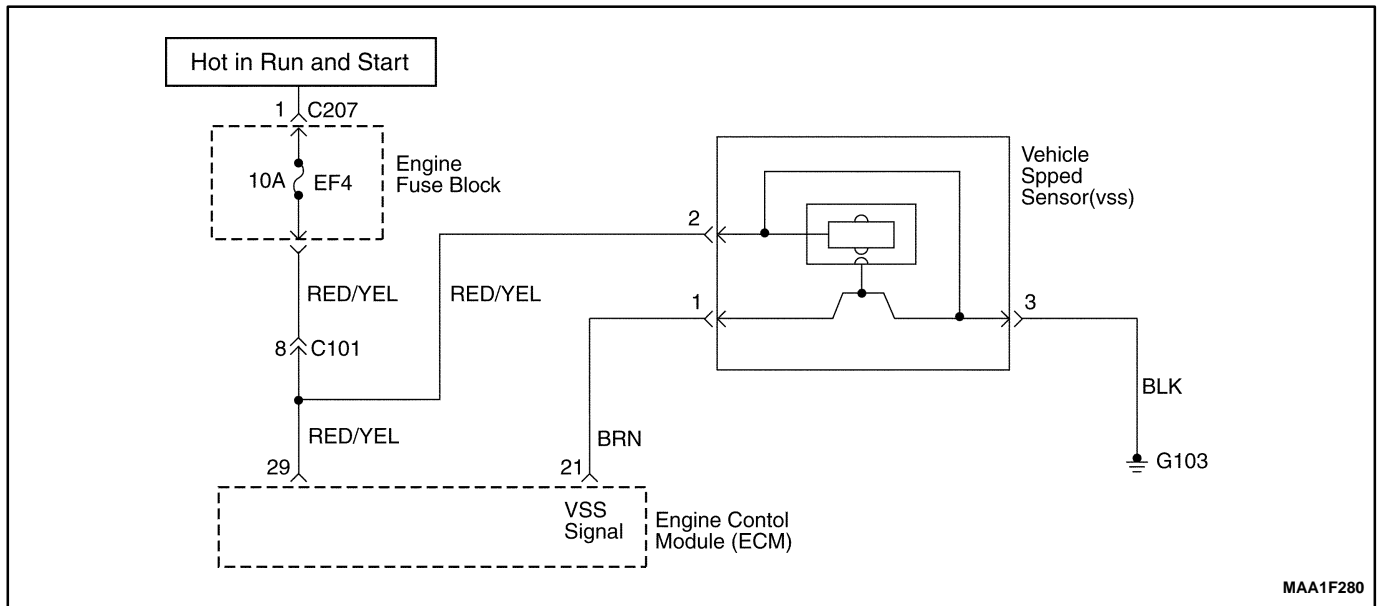 Hot in Run and Start
1 C207
10A EF4
Engine
Fuse Block
Vehicle
Spped
Sensor(vss)
2
RED/YEL
RED/YEL
1
3
8 C101
BLK
RED/YEL
BRN
29
21
G103
VSS
Signal
Engine Contol
Module (ECM)
MAA1F280